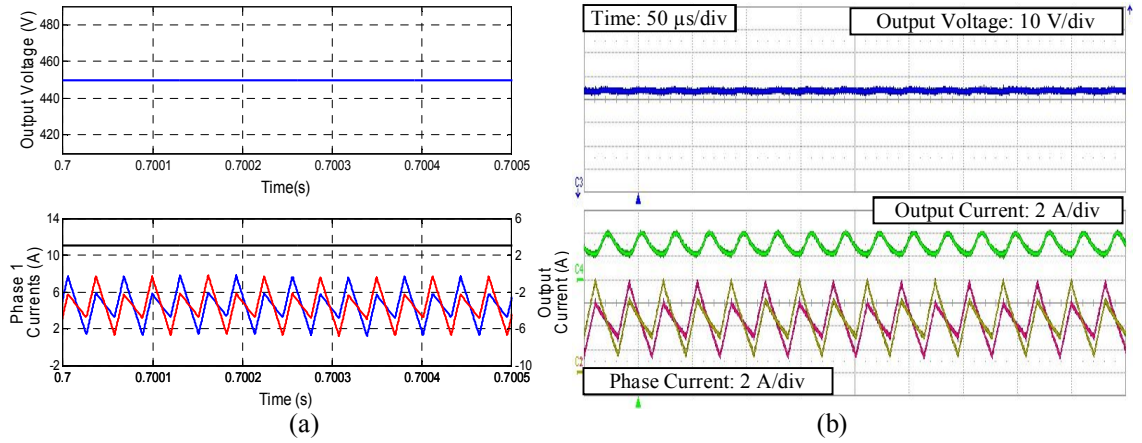 480
460
440
420
Output Voltage (V)
0.7
0.7001
0.7002
0.7003
0.7004
0.7005
Time(s)
14
10
6
2
-2
Phase 1
Currents (A)
6
2
-2
-6
-10
Output
Current (A)
0.7
0.7001
0.7002
0.7003
0.7004
0.7005
Time (s)
(a)
Time: 50 µs/div
Output Voltage: 10 V/div
C3
Output Current: 2 A/div
C4
C2
Phase Current: 2 A/div
(b)